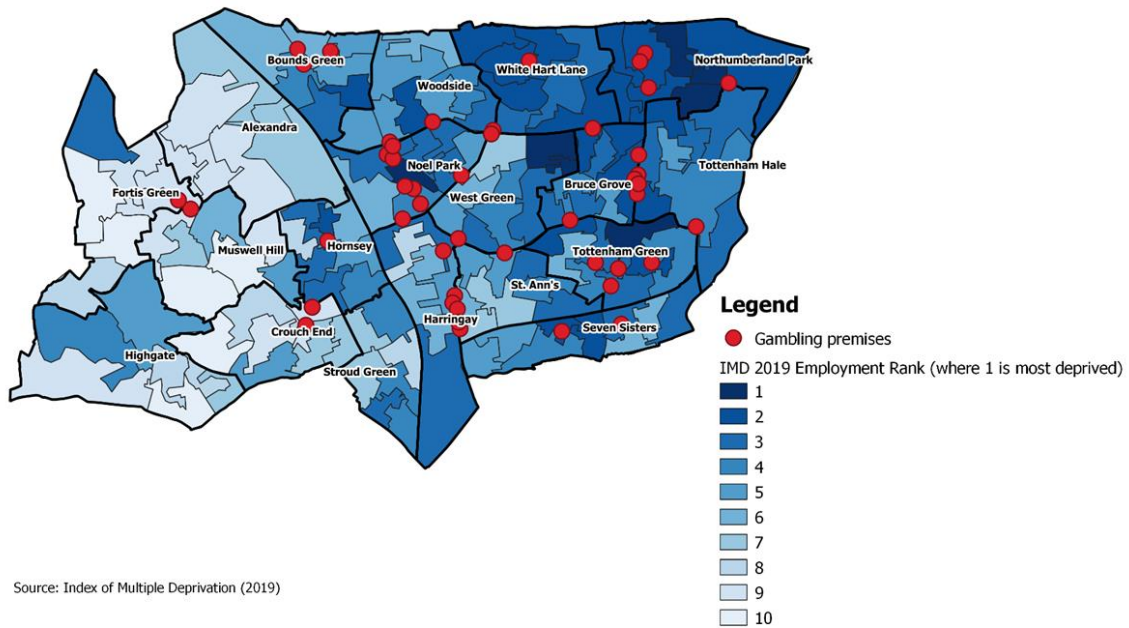 Bounds Green
White Hart Lane
Northumberland Park
Woodside
Alexandra
Noel Park
Tottenham Hale
Fortis Green
Bruce Grove
West Green
Muswell Hill
Hornsey
Tottenham Green
St. Ann's
Harringay
Seven Sisters
Crouch End
Highgate
Stroud Green
Legend
Gambling premises
IMD 2019 Employment Rank (where 1 is most deprived)
1
2
3
4
5
6
7
8
9
10
Source: Index of Multiple Deprivation (2019)